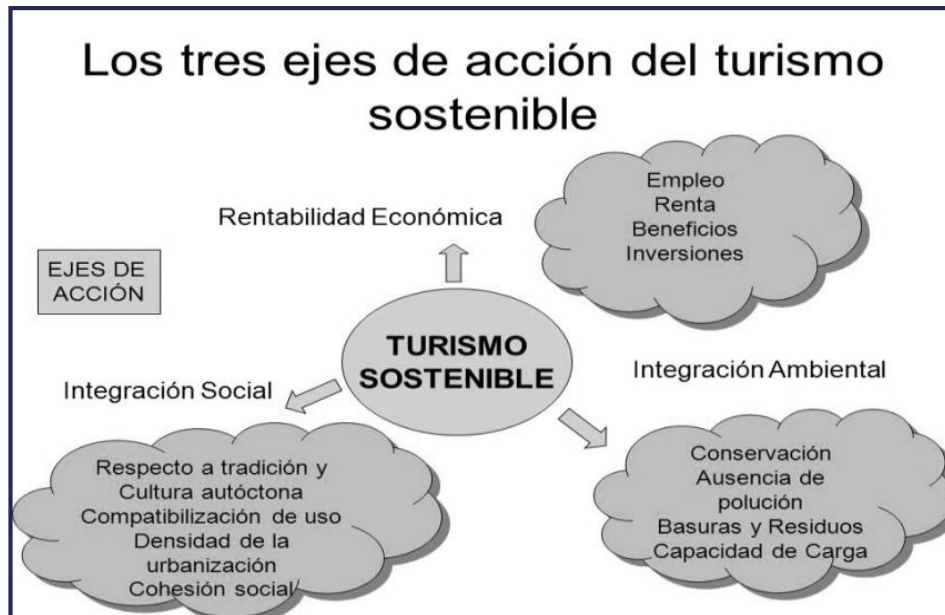 Los tres ejes de acción del turismo
sostenible
Rentabilidad Económica
Empleo
Renta
Beneficios
Inversiones
EJES DE
ACCIÓN
TURISMO
SOSTENIBLE
Integración Social
Respecto a tradición y
Cultura autóctona
Compatibilización de uso
Densidad de la
urbanización
Cohesión social
Integración Ambiental
Conservación
Ausencia de
polución
Basuras y Residuos
Capacidad de Carga